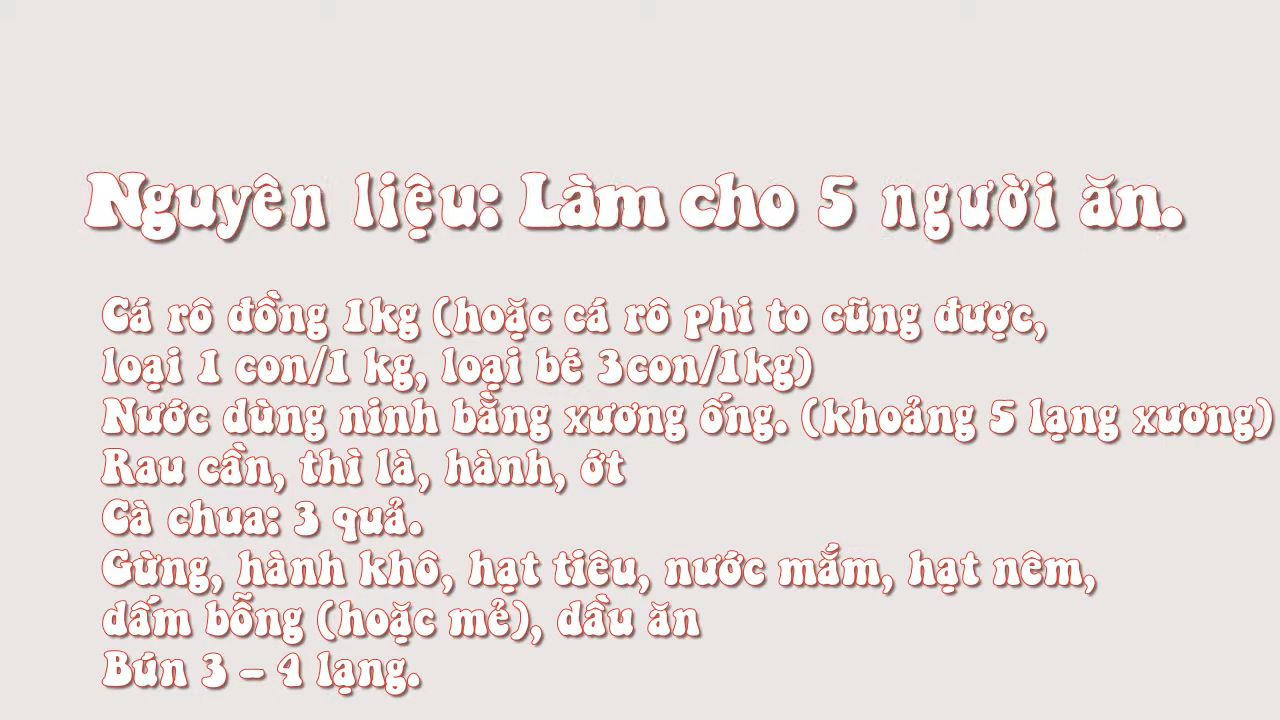 Nguyên liệu: Làm cho 5 người ăn.
Cá rô đồng 1kg (hoặc cá rô phi to cũng được,
loại 1 con/1 kg, loại bé 3con/1kg)
Nước dùng ninh bằng xương ống. (khoảng 5 lạng xương)
Rau cần, thì là, hành, ớt
Cà chua: 3 quả.
Gừng, hành khô, hạt tiêu, nước mắm, hạt nêm,
dấm bỗng (hoặc mẻ), dầu ăn
Bún 3 – 4 lạng.